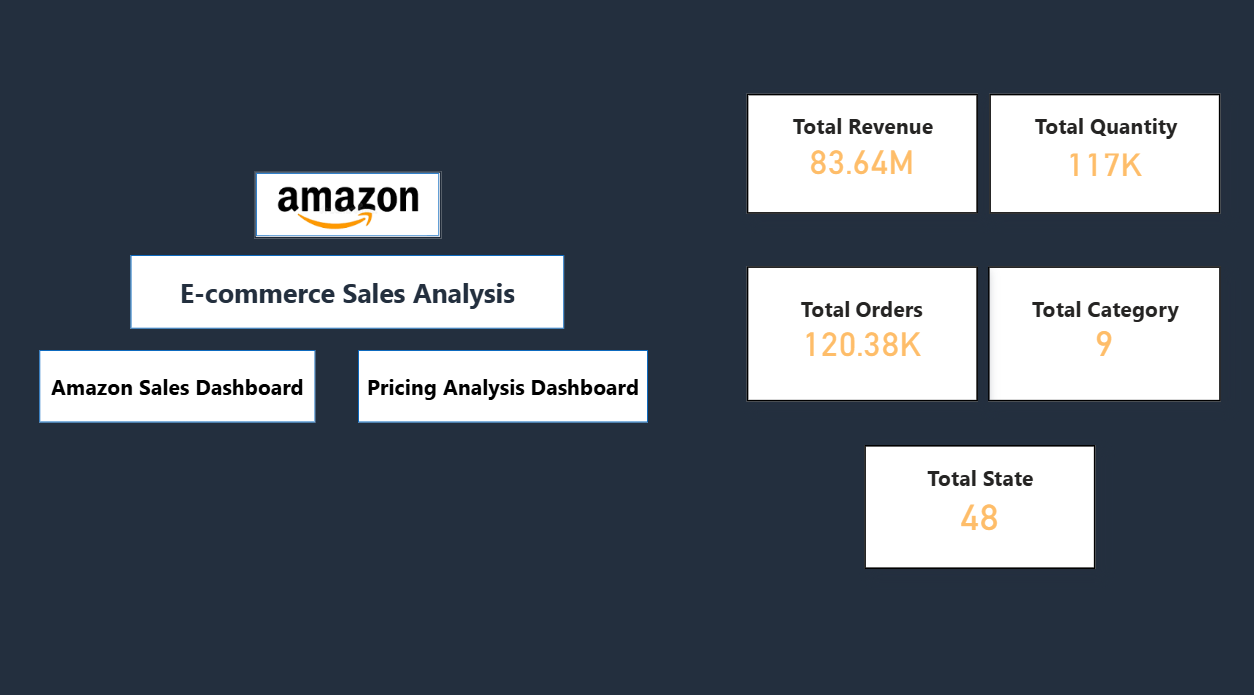 amazon
E-commerce Sales Analysis
Amazon Sales Dashboard
Pricing Analysis Dashboard
Total Revenue
83.64M
Total Quantity
117K
Total Orders
120.38K
Total Category
9
Total State
48